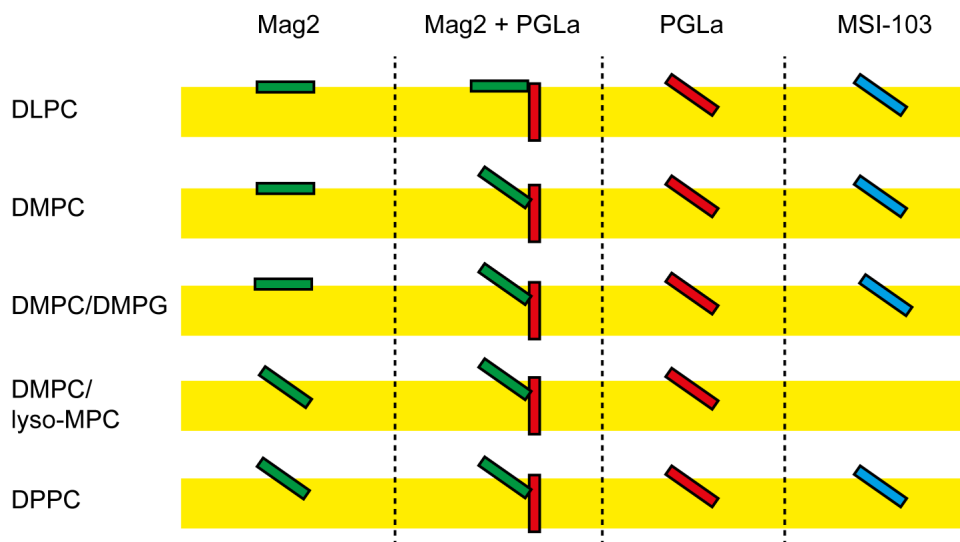 Mag2
Mag2 + PGLa
PGLa
MSI-103
DLPC
DMPC
DMPC/DMPG
DMPC/
lyso-MPC
DPPC